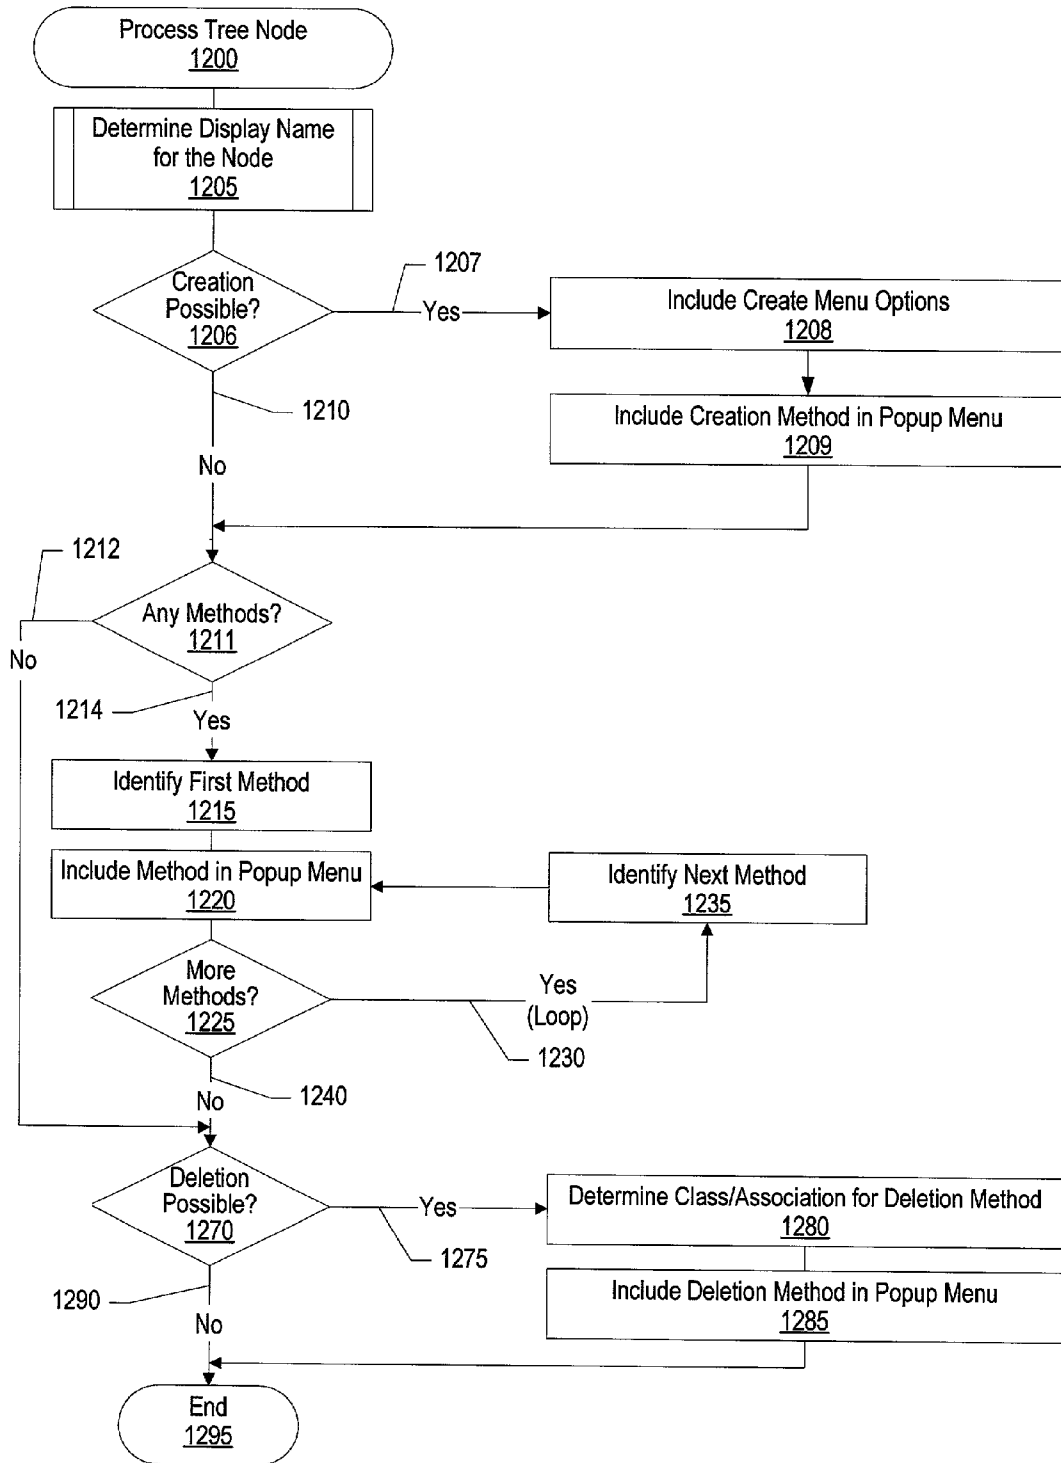 Process Tree Node
1200
Determine Display Name
for the Node
1205
Creation
Possible?
1206
1207
Yes
Include Create Menu Options
1208
1210
Include Creation Method in Popup Menu
1209
No
1212
Any Methods?
1211
No
1214
Yes
Identify First Method
1215
Include Method in Popup Menu
1220
Identify Next Method
1235
More
Methods?
1225
Yes
(Loop)
1230
1240
No
Deletion
Possible?
1270
Yes
1275
Determine Class/Association for Deletion Method
1280
1290
Include Deletion Method in Popup Menu
1285
No
End
1295